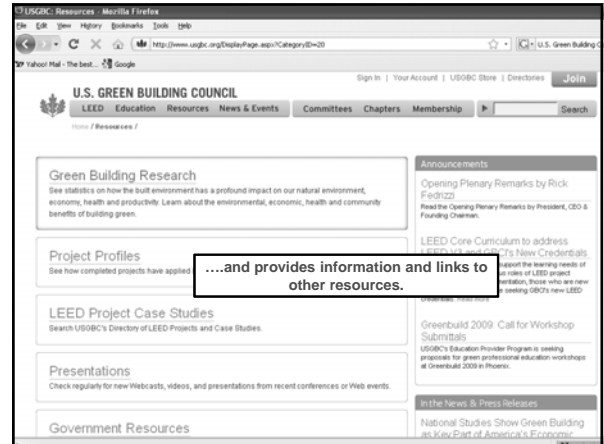 USGBC: Resources - Mozilla Firefox
File Edit View History Bookmarks Tools Help
http://www.usgbc.org/DisplayPage.aspx?CategoryID=20
U.S. Green Building C
Yahoo! Mail - The best... Google
Sign In | Your Account | USGBC Store | Directories Join
U.S. GREEN BUILDING COUNCIL
LEED Education Resources News & Events Committees Chapters Membership Search
Home / Resources /
Green Building Research
See statistics on how the built environment has a profound impact on our natural environment,
economy, health and productivity. Learn about the environmental, economic, health and community
benefits of building green.
Project Profiles
See how completed projects have applied
LEED Project Case Studies
Search USGBC's Directory of LEED Projects and Case Studies.
Presentations
Check regularly for new Webcasts, videos, and presentations from recent conferences or Web events.
Government Resources
….and provides information and links to
other resources.
Announcements
Opening Plenary Remarks by Rick
Fedrizzi
Read the Opening Plenary Remarks by President, CEO &
Founding Chairman.
LEED Core Curriculum to address
LEED V3 and GBCI's New Credentials
support the learning needs of
us roles of LEED project
mentation, those who are new
seeking GBCI's new LEED
credentials. Read More
Greenbuild 2009: Call for Workshop
Submittals
USGBC's Education Provider Program is seeking
proposals for green professional education workshops
at Greenbuild 2009 in Phoenix.
In the News & Press Releases
National Studies Show Green Building
as Key Part of America's Economic